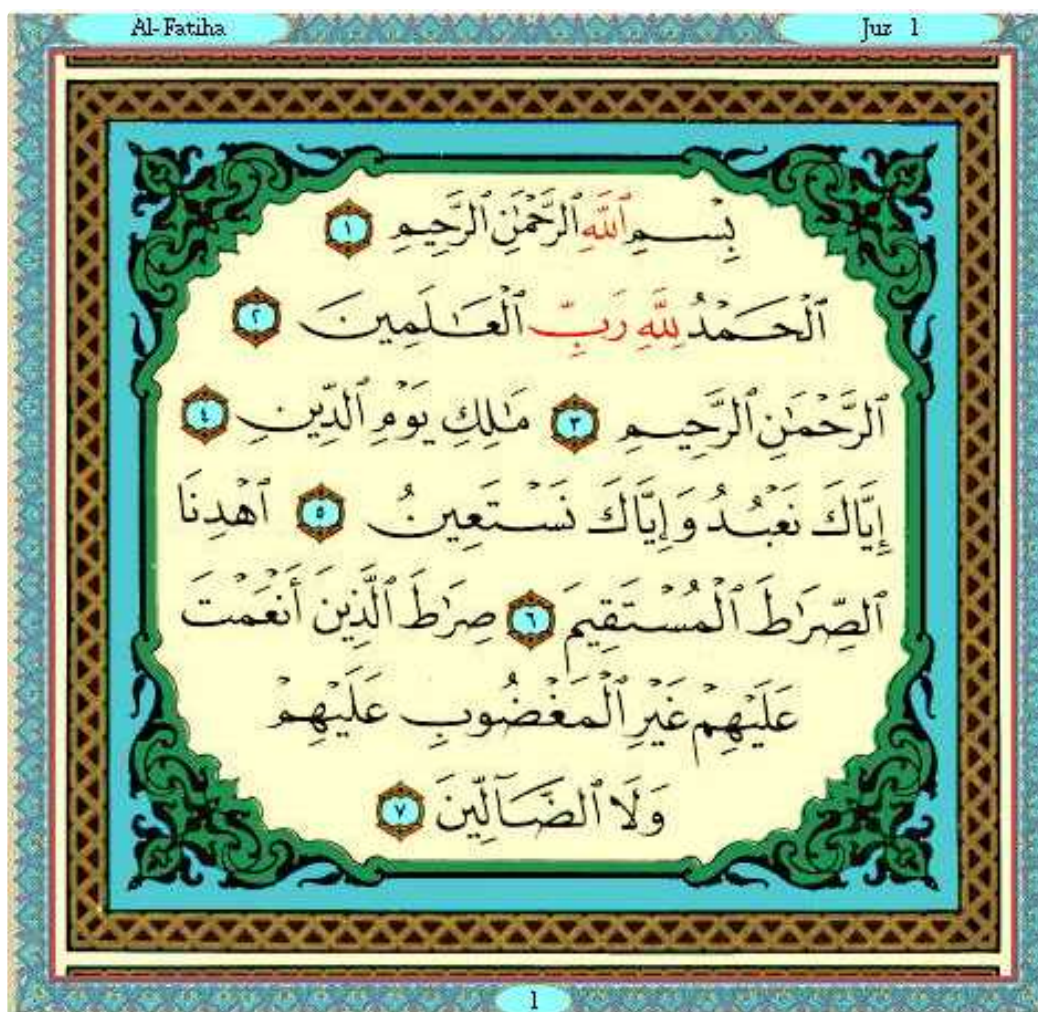 Al-Fatiha
Juz 1
بِسْمِ ٱللَّهِ ٱلرَّحْمَٰنِ ٱلرَّحِيمِ ١
ٱلْحَمْدُ لِلَّهِ رَبِّ ٱلْعَٰلَمِينَ ٢
ٱلرَّحْمَٰنِ ٱلرَّحِيمِ ٣ مَٰلِكِ يَوْمِ ٱلدِّينِ ٤
إِيَّاكَ نَعْبُدُ وَإِيَّاكَ نَسْتَعِينُ ٥ ٱهْدِنَا
ٱلصِّرَٰطَ ٱلْمُسْتَقِيمَ ٦ صِرَٰطَ ٱلَّذِينَ أَنْعَمْتَ
عَلَيْهِمْ غَيْرِ ٱلْمَغْضُوبِ عَلَيْهِمْ
وَلَا ٱلضَّآلِّينَ ٧
1